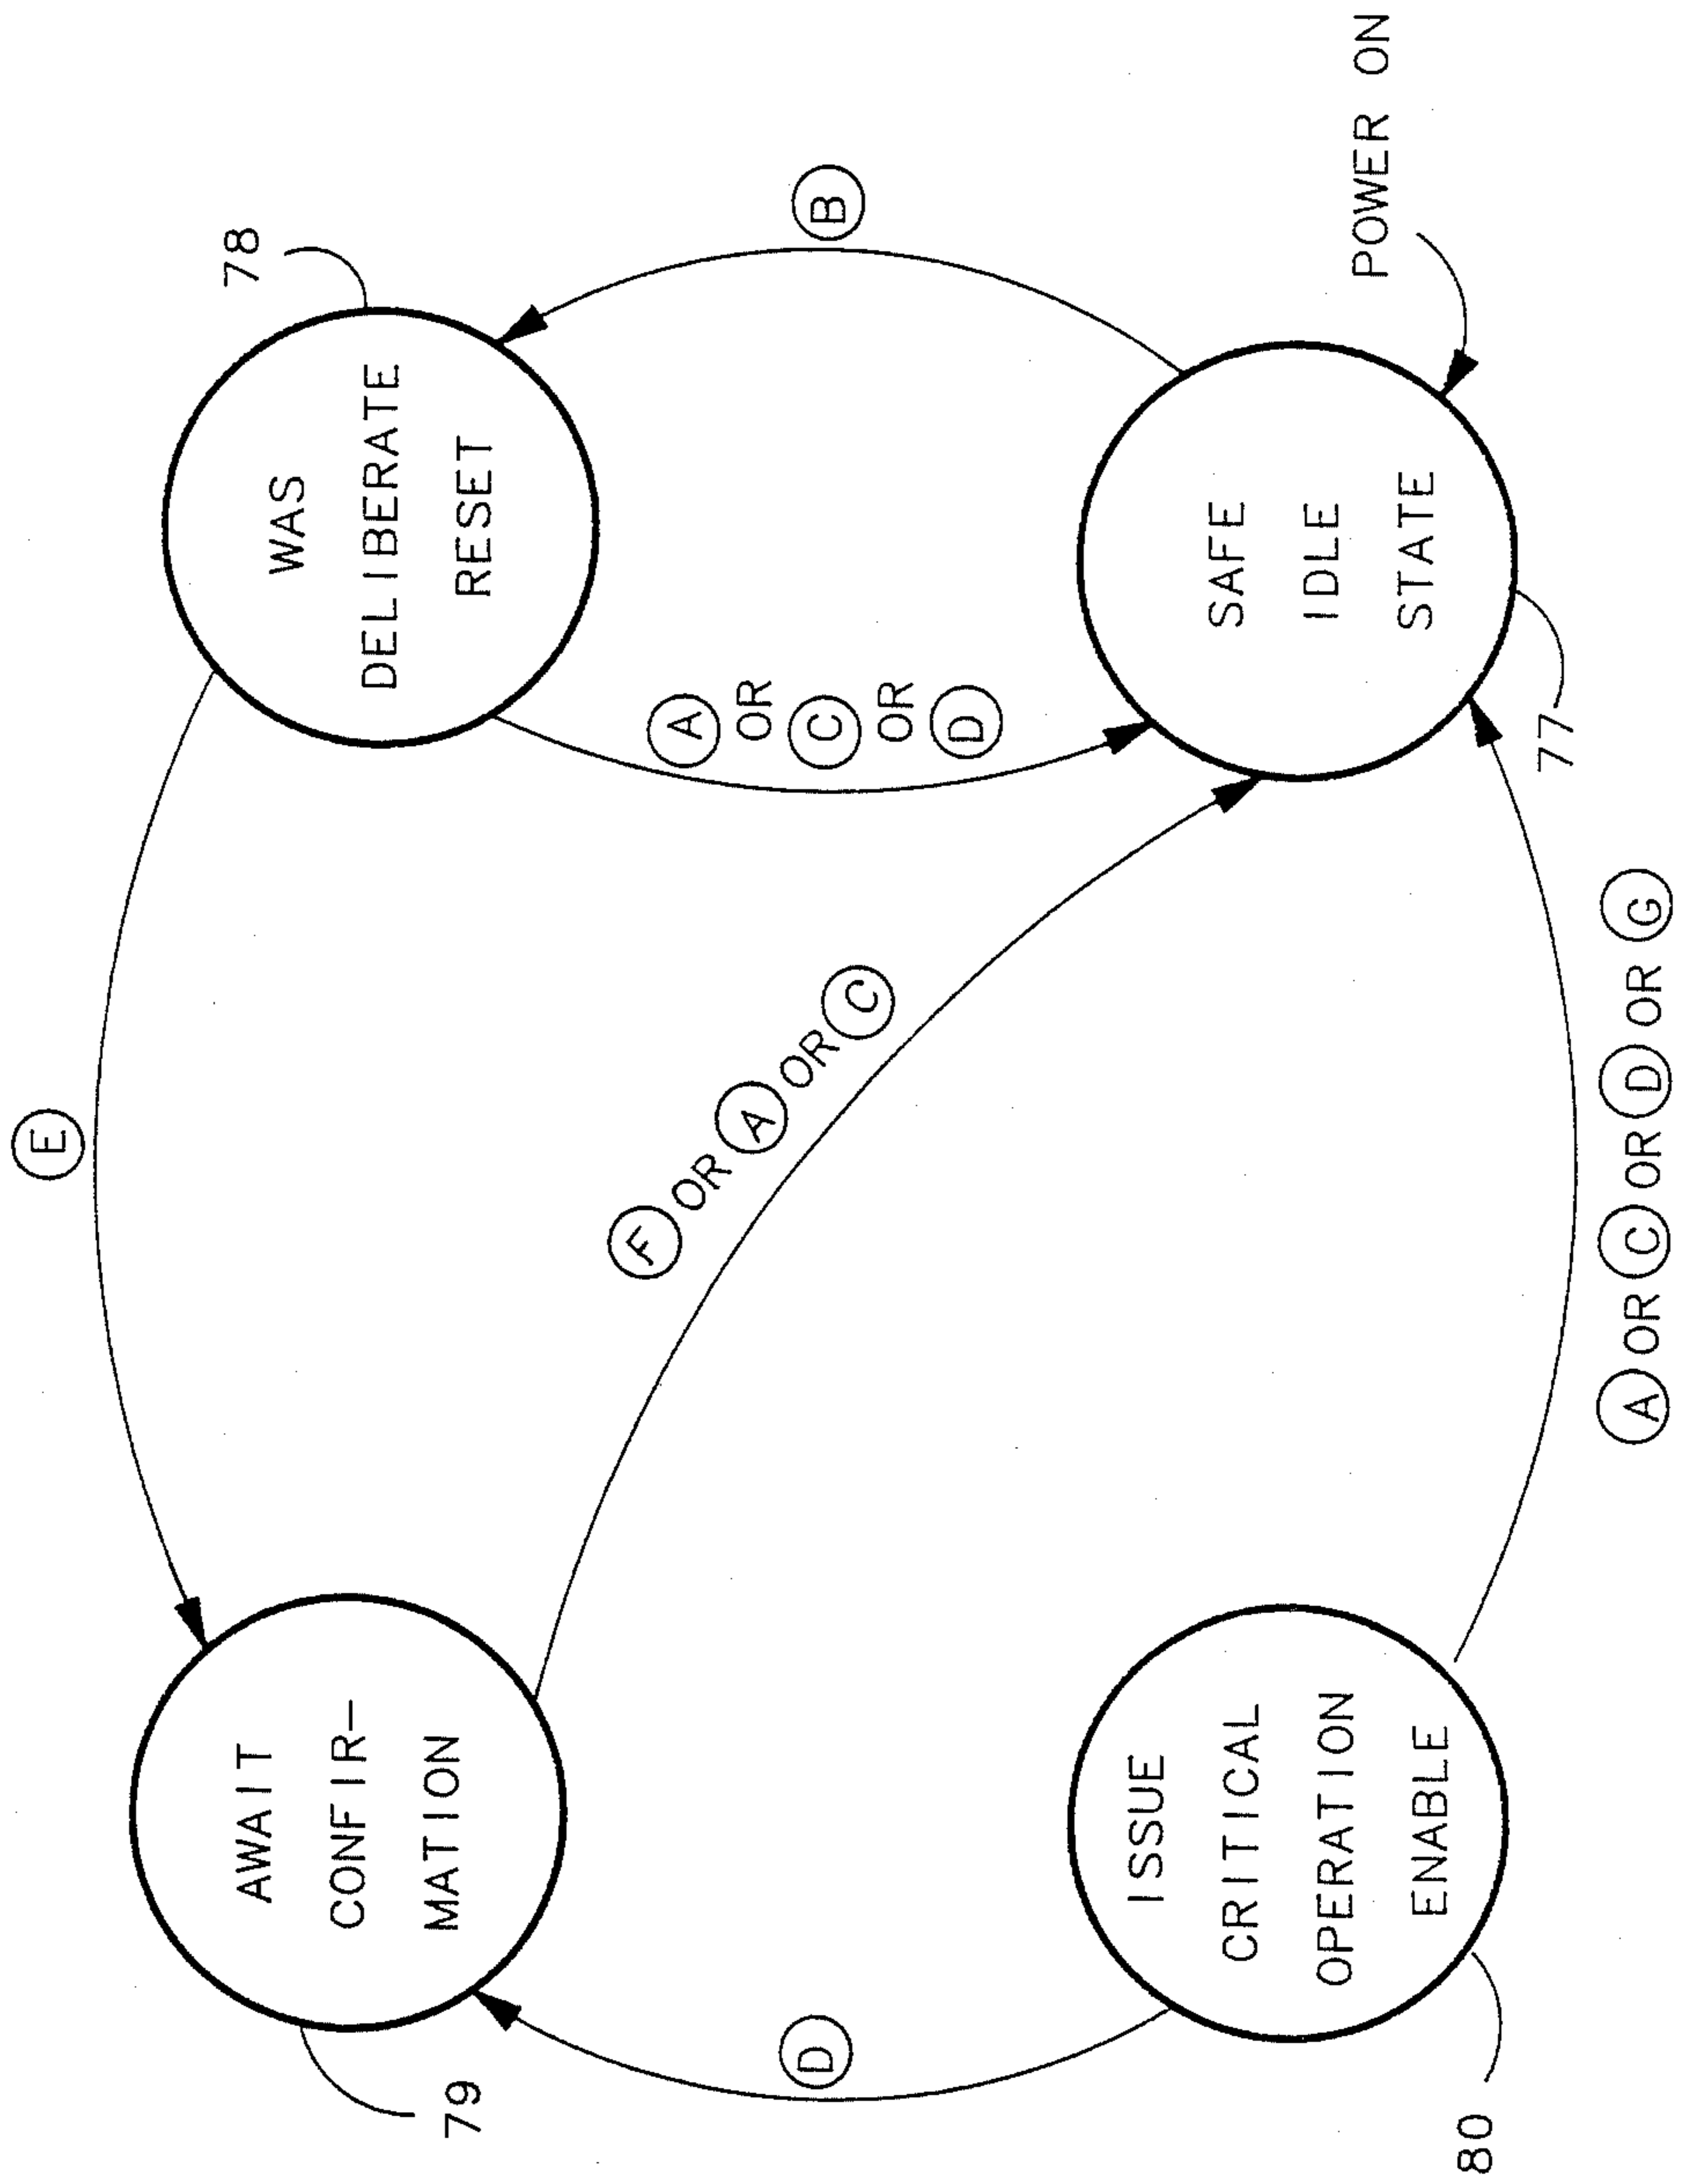 POWER ON
78
B
WAS
DELIBERATE
RESET
SAFE
IDLE
STATE
77
A
OR
C
OR
D
E
F OR A OR C
A OR C OR D OR G
AWAIT
CONFIR-
MATION
79
D
ISSUE
CRITICAL
OPERATION
ENABLE
80